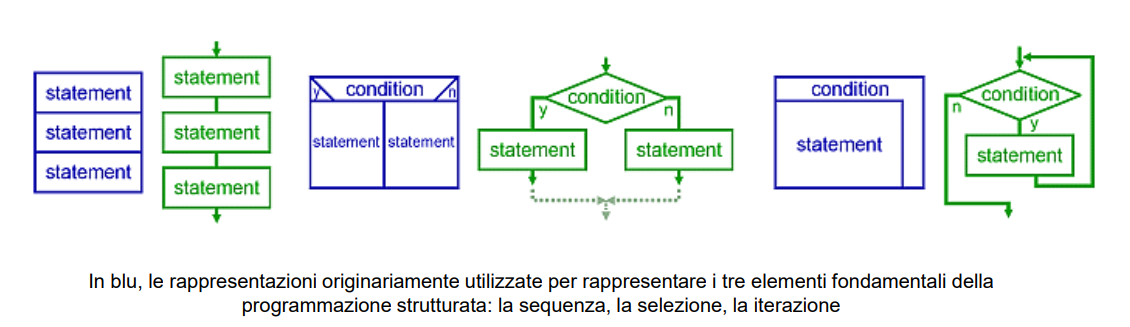 statement
statement
statement
statement
statement
statement
y condition n
statement statement
condition
y n
statement statement
condition
statement
condition
n
y
statement
In blu, le rappresentazioni originariamente utilizzate per rappresentare i tre elementi fondamentali della
programmazione strutturata: la sequenza, la selezione, la iterazione